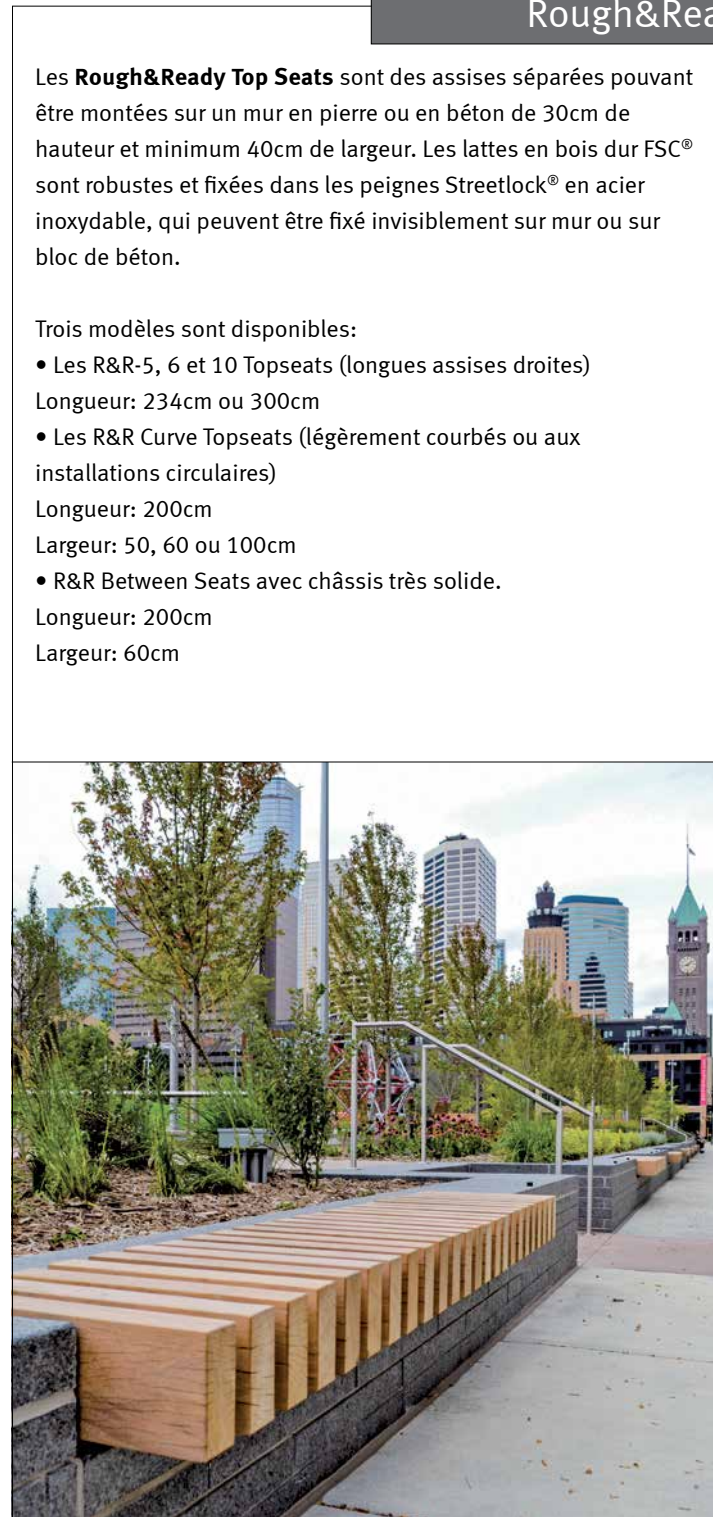 Les Rough&Ready Top Seats sont des assises séparées pouvant
être montées sur un mur en pierre ou en béton de 30cm de
hauteur et minimum 40cm de largeur. Les lattes en bois dur FSC®
sont robustes et fixées dans les peignes Streetlock® en acier
inoxydable, qui peuvent être fixé invisiblement sur mur ou sur
bloc de béton.
Trois modèles sont disponibles:
• Les R&R-5, 6 et 10 Topseats (longues assises droites)
Longueur: 234cm ou 300cm
• Les R&R Curve Topseats (légèrement courbés ou aux
installations circulaires)
Longueur: 200cm
Largeur: 50, 60 ou 100cm
• R&R Between Seats avec châssis très solide.
Longueur: 200cm
Largeur: 60cm